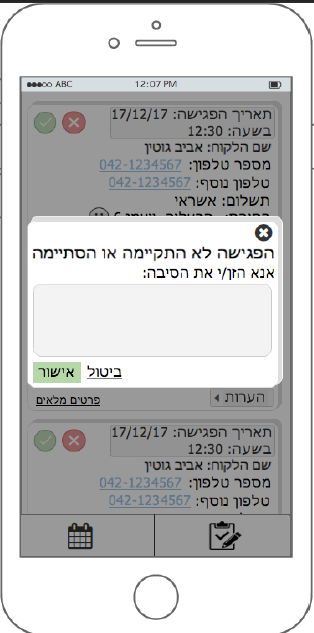 ABC 12:07 PM
תאריך הפגישה: 17/12/17
בשעה: 12:30
שם הלקוח: אביב גוטין
מספר טלפון: 042-1234567
טלפון נוסף: 042-1234567
תשלום: אשראי
הפגישה לא התקיימה או הסתיימה
אנא הזן/י את הסיבה:
ביטול אישור
הערות
פרטים מלאים
תאריך הפגישה: 17/12/17
בשעה: 12:30
שם הלקוח: אביב גוטין
מספר טלפון: 042-1234567
טלפון נוסף: 042-1234567